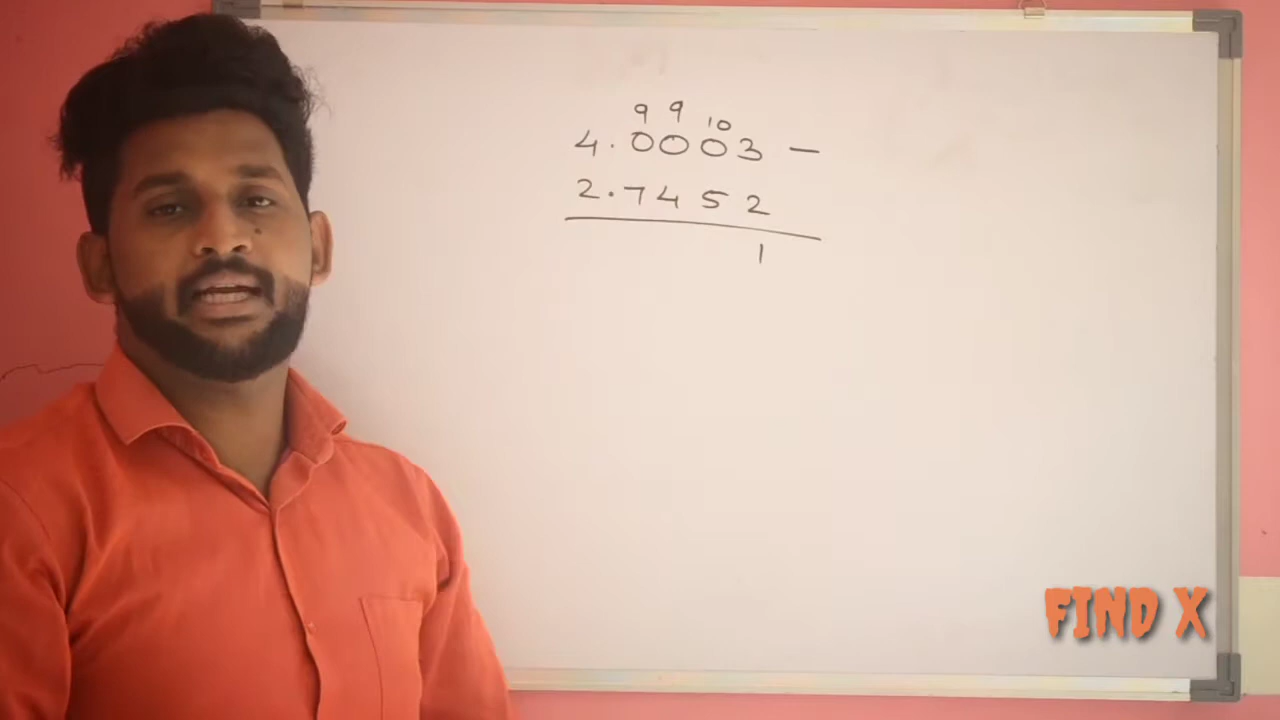 9 9 10
4.0003 —
2.7452
1
FIND X